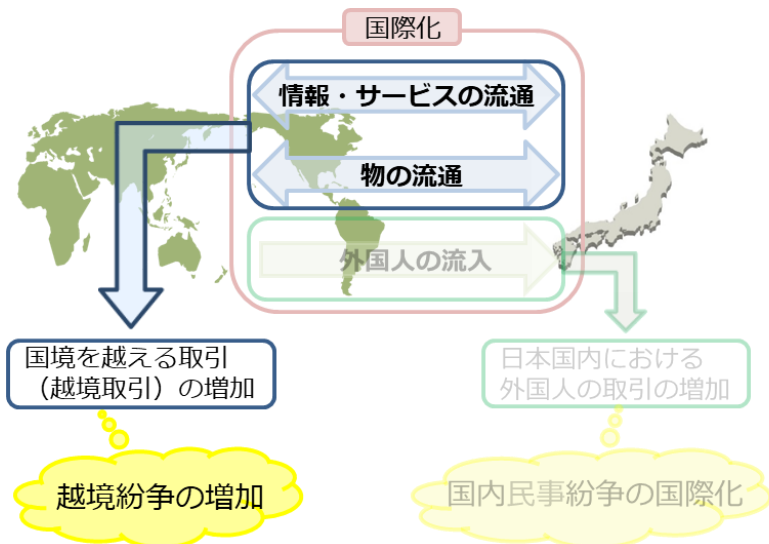 国際化
情報・サービスの流通
物の流通
外国人の流入
国境を越える取引
（越境取引）の増加
日本国内における
外国人の取引の増加
越境紛争の増加
国内民事紛争の国際化